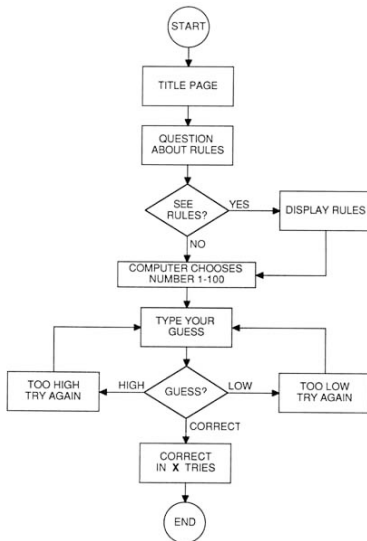 START
TITLE PAGE
QUESTION
ABOUT RULES
SEE
RULES?
YES
DISPLAY RULES
NO
COMPUTER CHOOSES
NUMBER 1-100
TYPE YOUR
GUESS
TOO HIGH
TRY AGAIN
HIGH
GUESS?
LOW
TOO LOW
TRY AGAIN
CORRECT
CORRECT
IN X TRIES
END